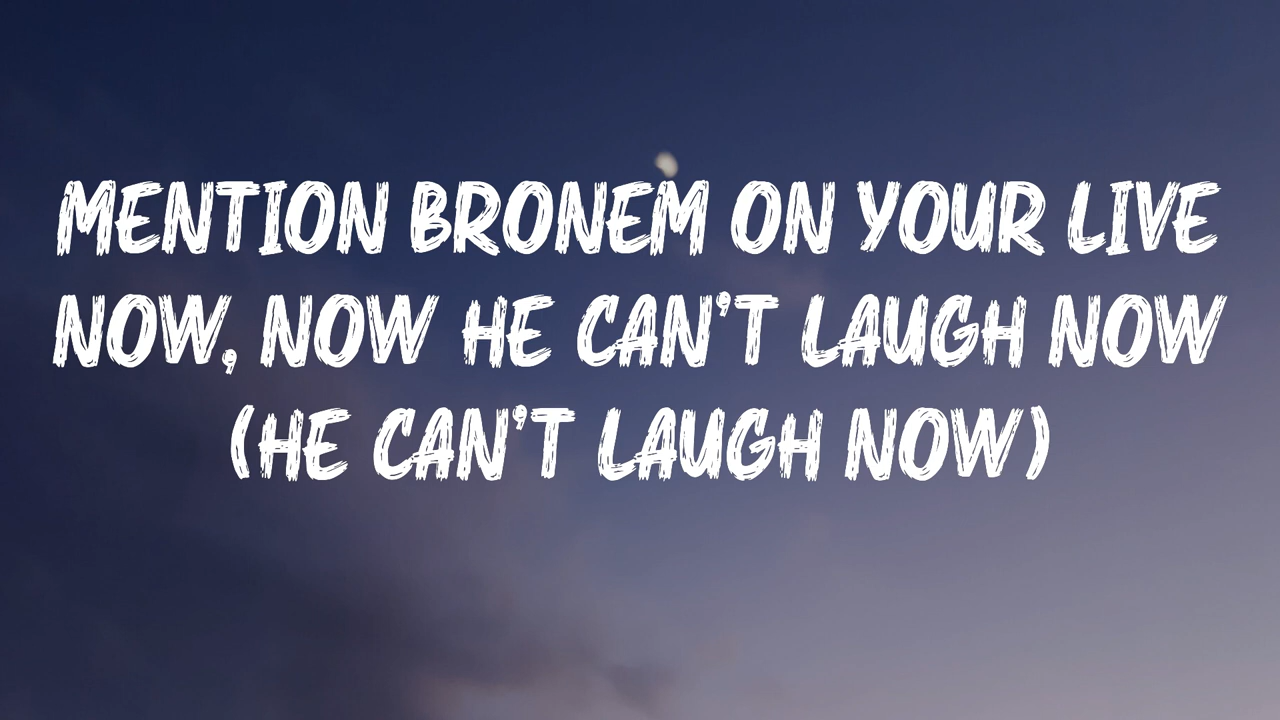 MENTION BRONEM ON YOUR LIVE
NOW, NOW HE CAN'T LAUGH NOW
(HE CAN'T LAUGH NOW)